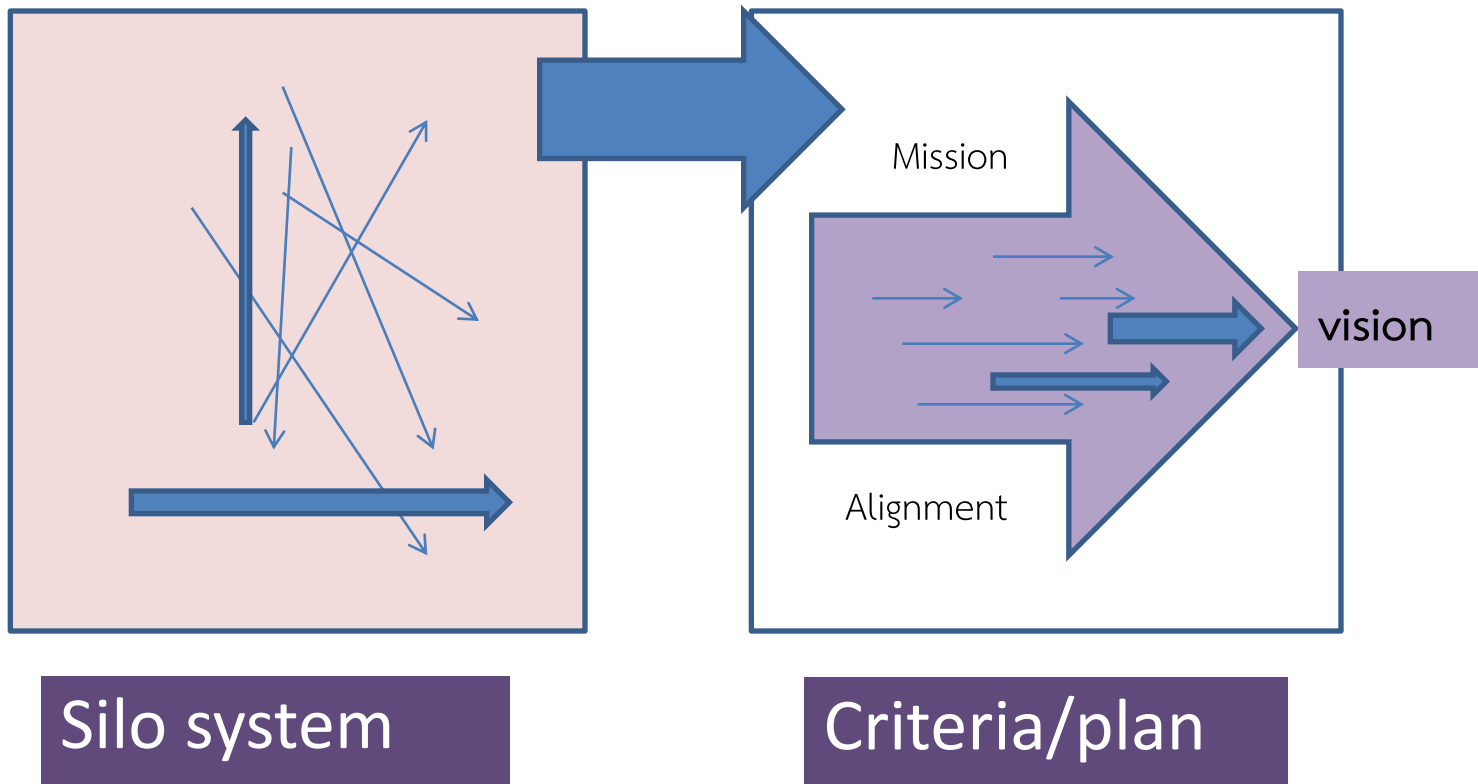 Mission
vision
Alignment
Silo system
Criteria/plan